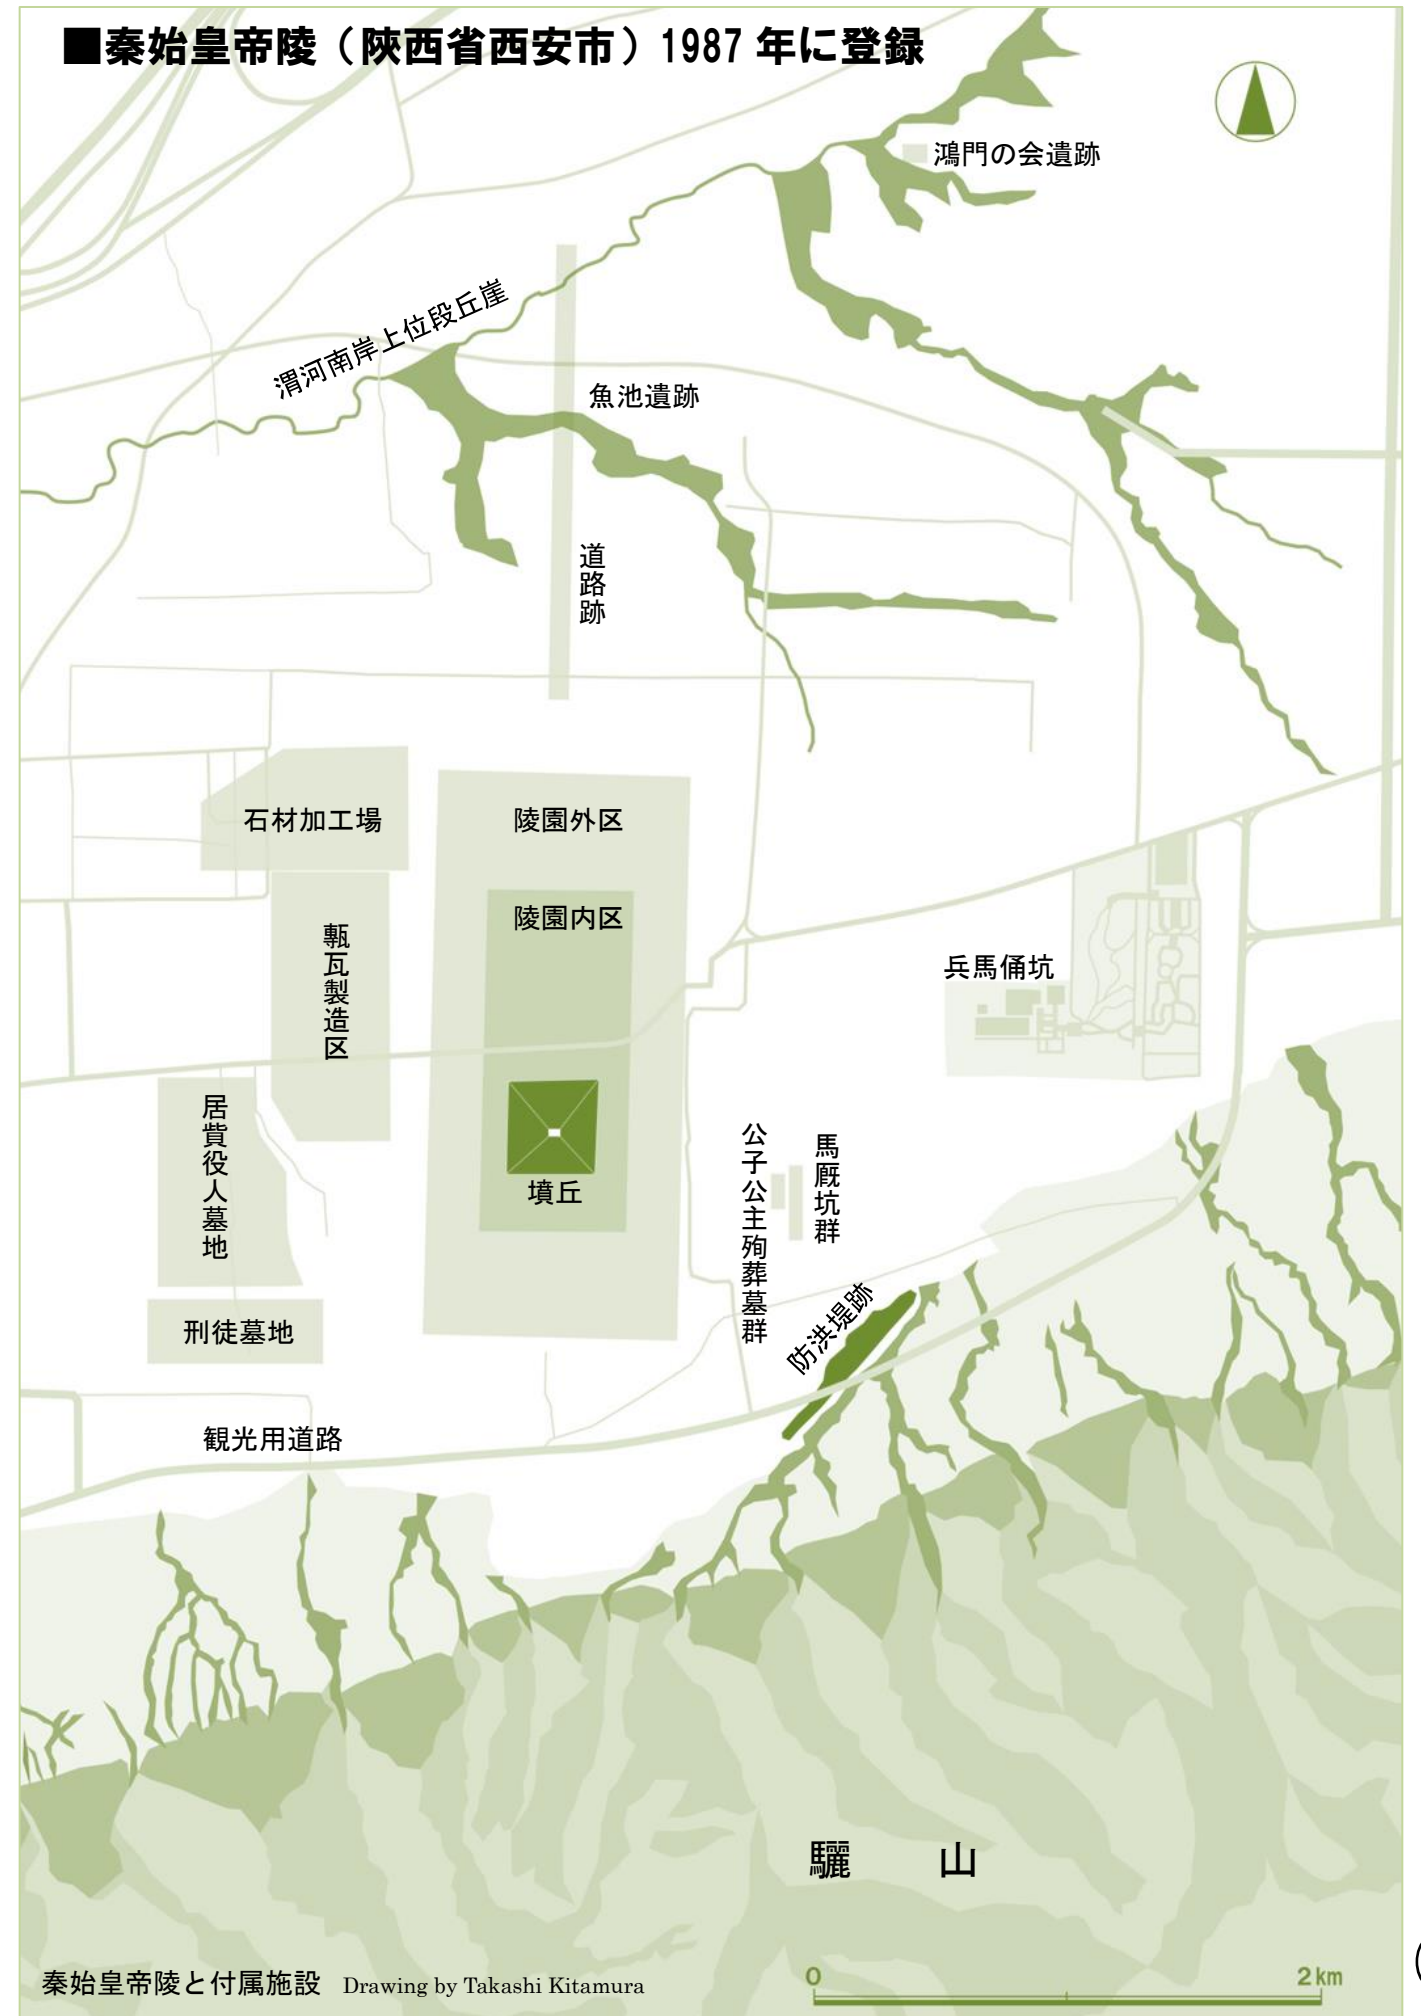 ■秦始皇帝陵（陝西省西安市）1987 年に登録
鴻門の会遺跡
渭河南岸上位段丘崖
魚池遺跡
道路跡
石材加工場
陵園外区
陵園内区
甎瓦製造区
兵馬俑坑
居貲役人墓地
墳丘
公子公主殉葬墓群
馬厩坑群
防洪堤跡
刑徒墓地
観光用道路
驪 山
秦始皇帝陵と付属施設 Drawing by Takashi Kitamura
0 2km